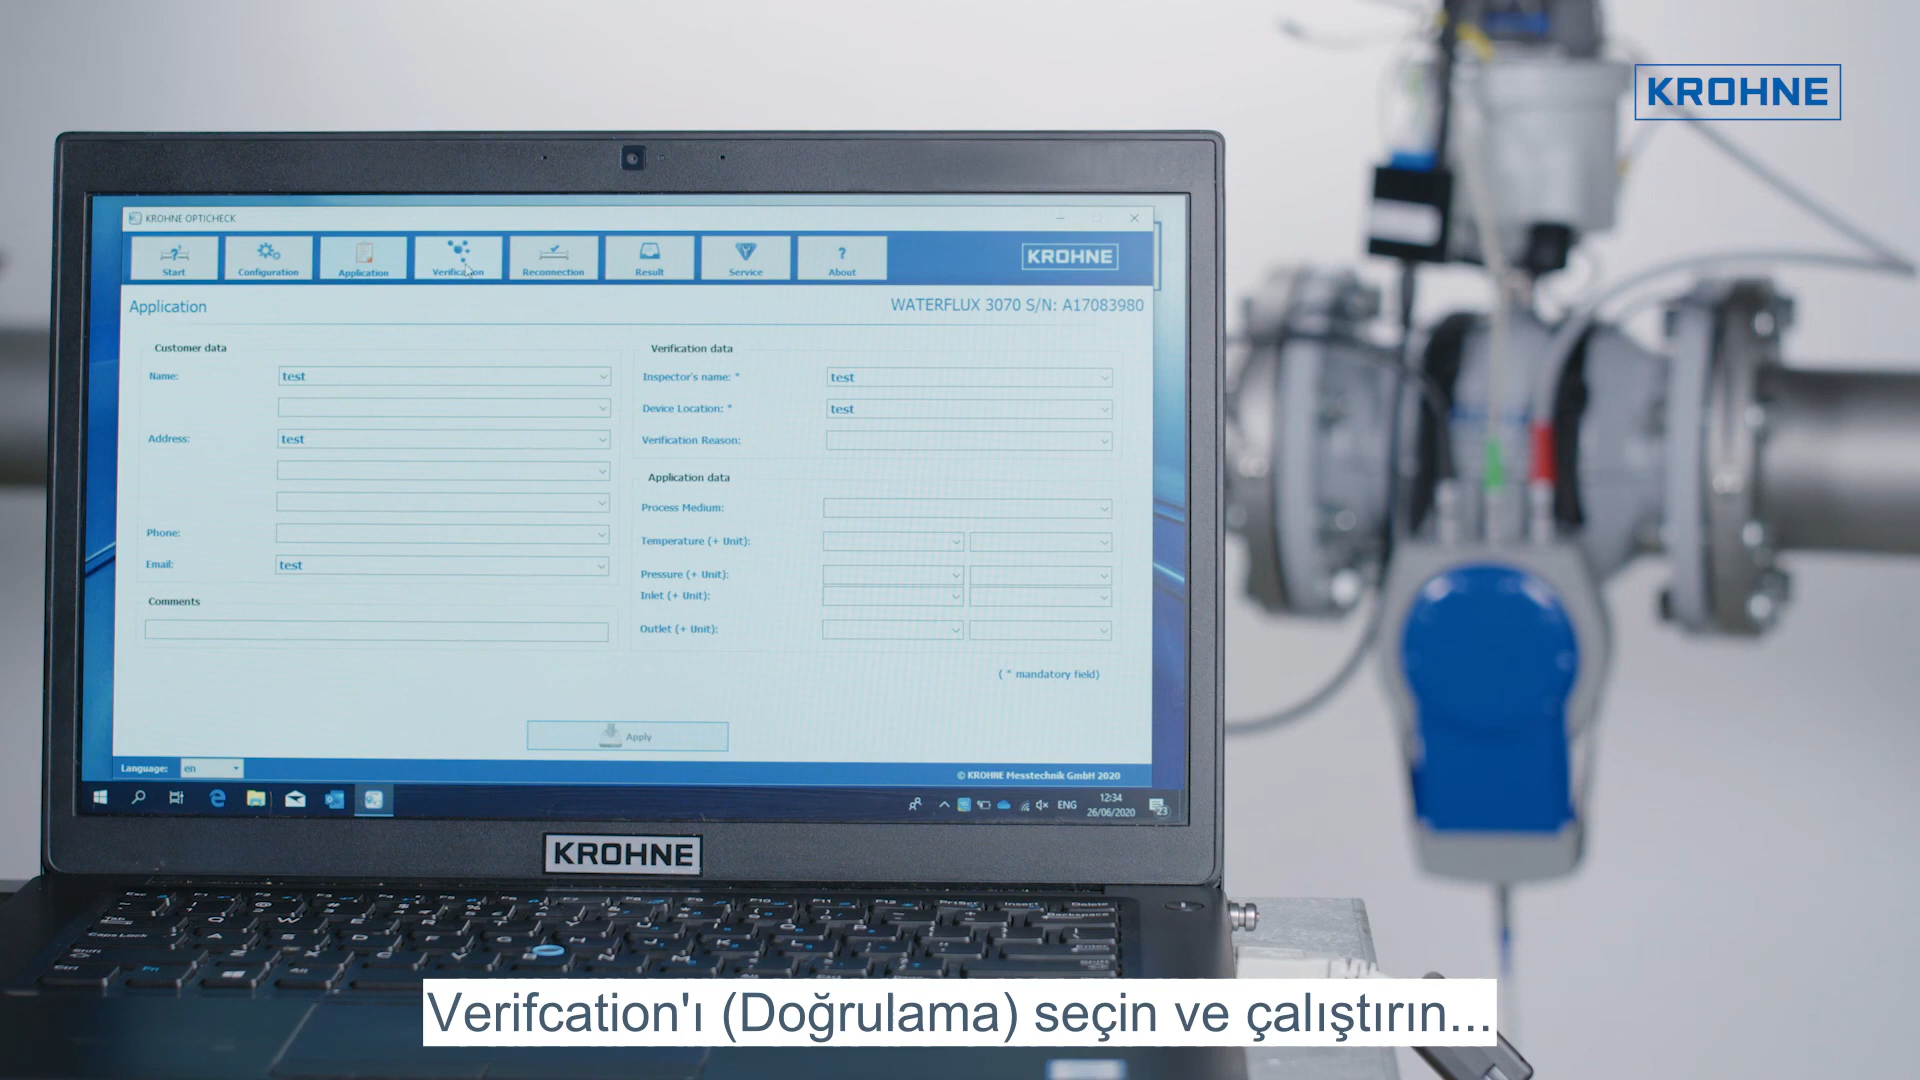 KROHNE
KROHNE OPTICHECK
Start
Configuration
Application
Verification
Reconnection
Result
Service
?
About
KROHNE
Application
WATERFLUX 3070 S/N: A17083980
Customer data
Name:
test
Address:
test
Phone:
Email:
test
Comments
Verification data
Inspector's name: *
test
Device Location: *
test
Verification Reason:
Application data
Process Medium:
Temperature (+ Unit):
Pressure (+ Unit):
Inlet (+ Unit):
Outlet (+ Unit):
( * mandatory field)
Apply
Language:
en
© KROHNE Messtechnik GmbH 2020
ENG
12:34
26/06/2020
23
KROHNE
Verifcation'ı (Doğrulama) seçin ve çalıştırın...